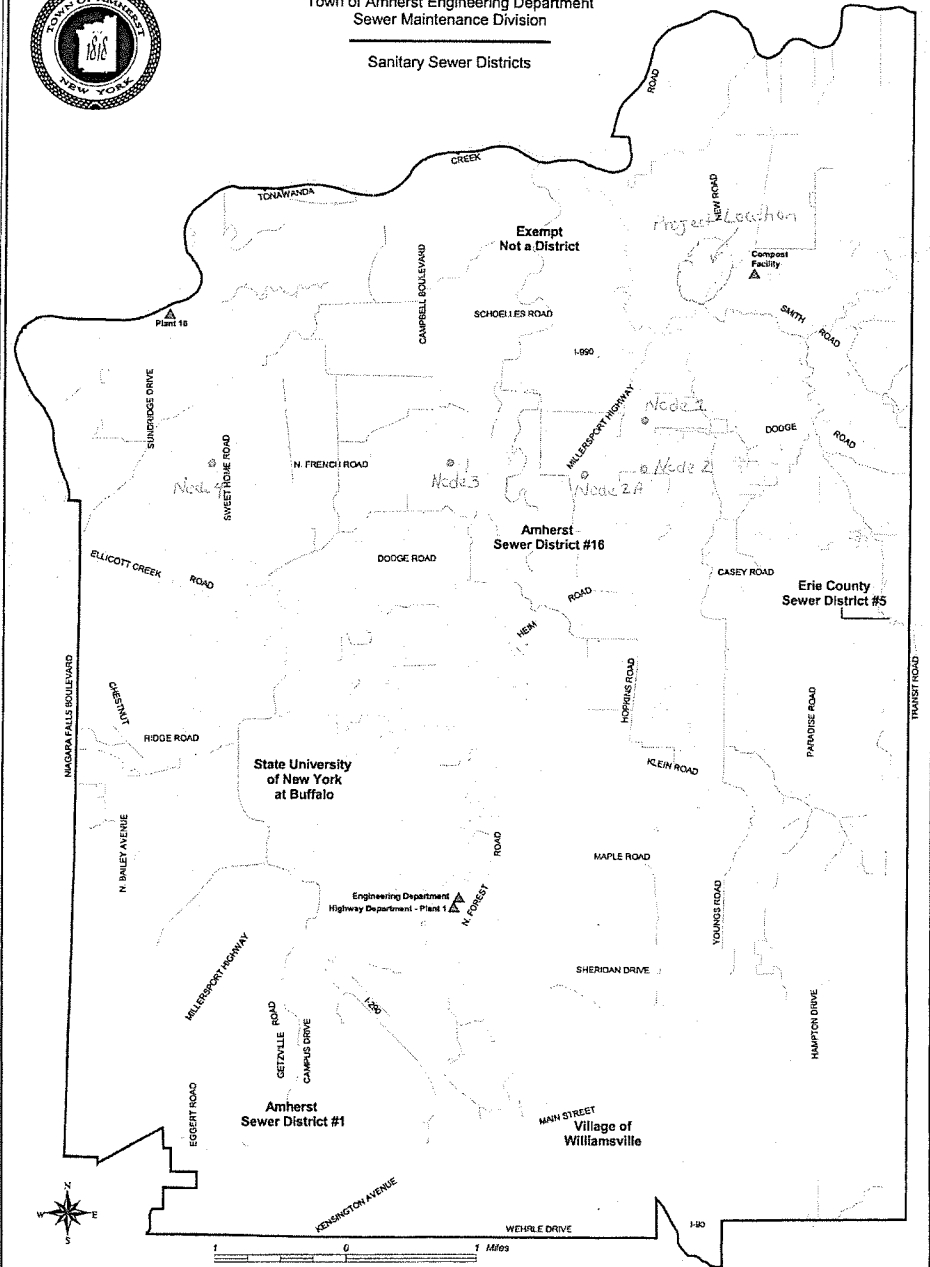 TOWN OF AMHERST
1818
NEW YORK
Town of Amherst Engineering Department
Sewer Maintenance Division
Sanitary Sewer Districts
ROAD
CREEK
TONAWANDA
NEW ROAD
Project Location
Exempt
Not a District
Compost
Facility
CAMPBELL BOULEVARD
SCHOELLES ROAD
SMITH ROAD
Plant 16
I-990
SUNDRIDGE DRIVE
MILLERSPORT HIGHWAY
Node 1
DODGE ROAD
SWEET HOME ROAD
N. FRENCH ROAD
Node 4
Node 3
Node 2A
Node 2
Amherst
Sewer District #16
ELLICOTT CREEK ROAD
DODGE ROAD
CASEY ROAD
Erie County
Sewer District #5
HEIM ROAD
NIAGARA FALLS BOULEVARD
CHESTNUT
RIDGE ROAD
HOPKINS ROAD
PARADISE ROAD
TRANSIT ROAD
State University
of New York
at Buffalo
KLEIN ROAD
N. BAILEY AVENUE
ROAD
MAPLE ROAD
Engineering Department
Highway Department - Plant 1
N. FOREST
YOUNGS ROAD
MILLERSPORT HIGHWAY
SHERIDAN DRIVE
I-290
GETZVILLE ROAD
CAMPUS DRIVE
HAMPTON DRIVE
EGGERT ROAD
Amherst
Sewer District #1
MAIN STREET
Village of
Williamsville
N
W E
S
KENSINGTON AVENUE
WEHRLE DRIVE
I-90
1 0 1 Miles